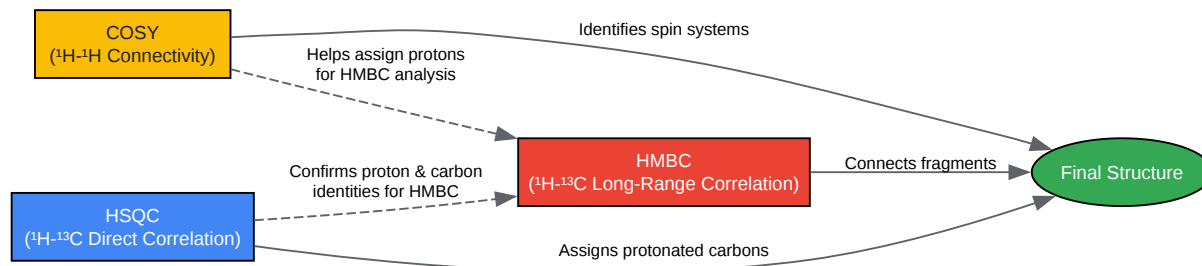 COSY
(¹H-¹H Connectivity)
Identifies spin systems
Helps assign protons
for HMBC analysis
HMBC
(¹H-¹³C Long-Range Correlation)
Connects fragments
Final Structure
Confirms proton & carbon
identities for HMBC
HSQC
(¹H-¹³C Direct Correlation)
Assigns protonated carbons